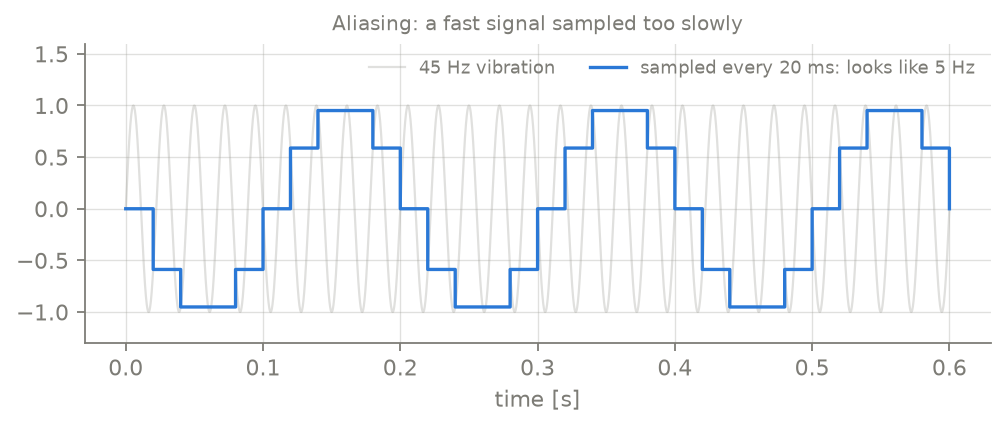 Aliasing: a fast signal sampled too slowly
45 Hz vibration
sampled every 20 ms: looks like 5 Hz
1.5
1.0
0.5
0.0
−0.5
−1.0
0.0 0.1 0.2 0.3 0.4 0.5 0.6
time [s]